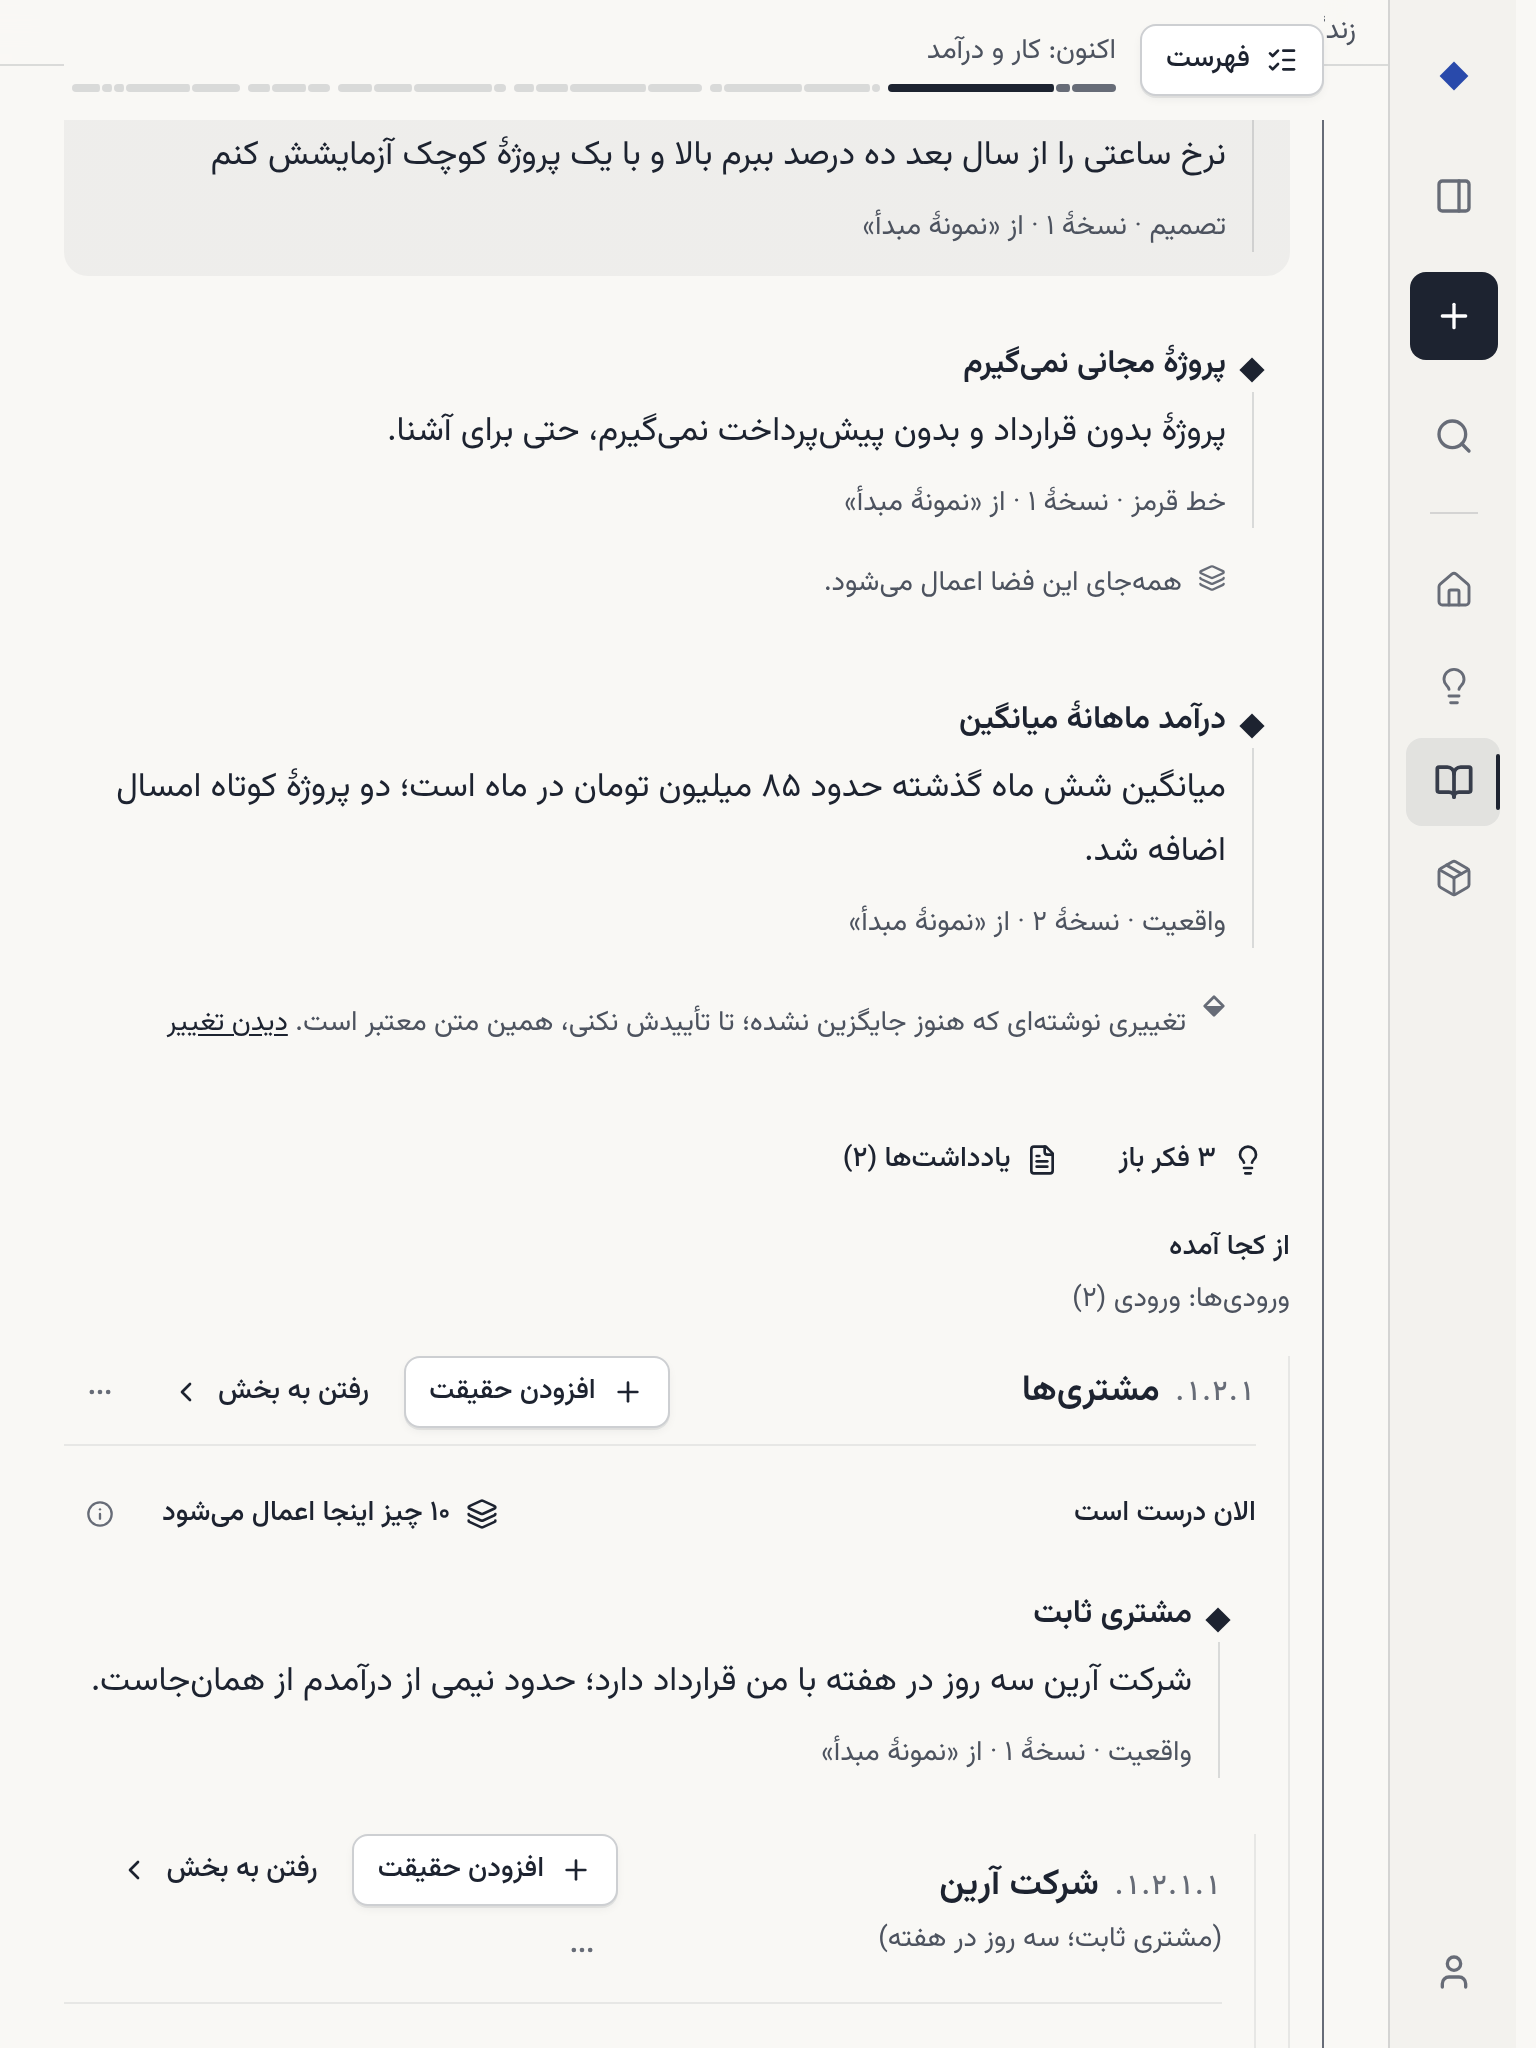 فهرست
اکنون: کار و درآمد
نرخ ساعتی را از سال بعد ده درصد ببرم بالا و با یک پروژهٔ کوچک آزمایشش کنم
تصمیم · نسخهٔ ۱ · از «نمونهٔ مبدأ»
پروژهٔ مجانی نمی‌گیرم
پروژهٔ بدون قرارداد و بدون پیش‌پرداخت نمی‌گیرم، حتی برای آشنا.
خط قرمز · نسخهٔ ۱ · از «نمونهٔ مبدأ»
همه‌جای این فضا اعمال می‌شود.
درآمد ماهانهٔ میانگین
میانگین شش ماه گذشته حدود ۸۵ میلیون تومان در ماه است؛ دو پروژهٔ کوتاه امسال
اضافه شد.
واقعیت · نسخهٔ ۲ · از «نمونهٔ مبدأ»
تغییری نوشته‌ای که هنوز جایگزین نشده؛ تا تأییدش نکنی، همین متن معتبر است. دیدن تغییر
۳ فکر باز
یادداشت‌ها (۲)
از کجا آمده
ورودی‌ها: ورودی (۲)
۱.۲.۱. مشتری‌ها
افزودن حقیقت
رفتن به بخش
الان درست است
۱۰ چیز اینجا اعمال می‌شود
مشتری ثابت
شرکت آرین سه روز در هفته با من قرارداد دارد؛ حدود نیمی از درآمدم از همان‌جاست.
واقعیت · نسخهٔ ۱ · از «نمونهٔ مبدأ»
۱.۲.۱.۱. شرکت آرین
افزودن حقیقت
رفتن به بخش
(مشتری ثابت؛ سه روز در هفته)